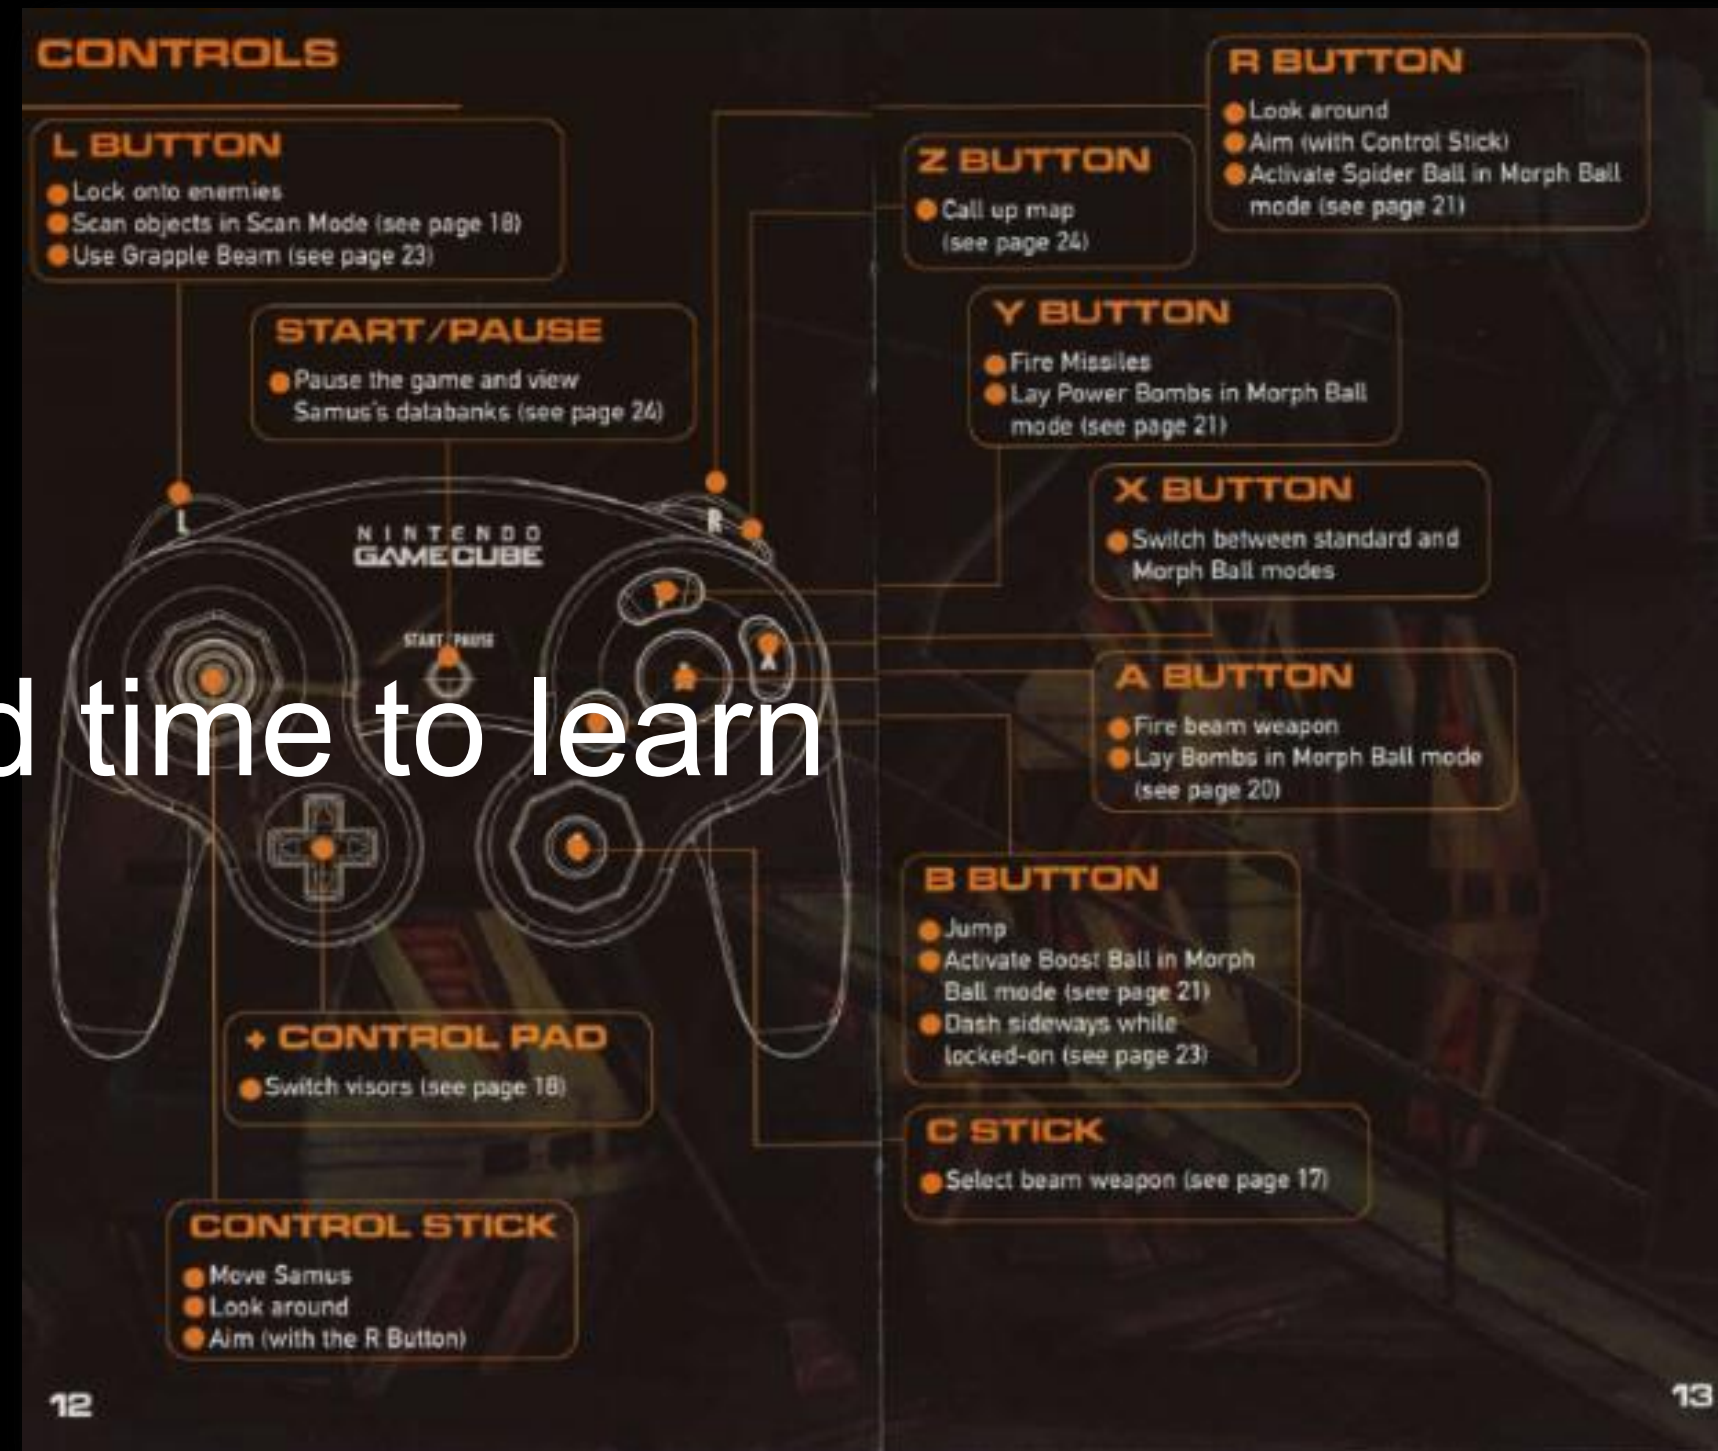 CONTROLS
L BUTTON
Lock onto enemies
Scan objects in Scan Mode (see page 18)
Use Grapple Beam (see page 23)
START/PAUSE
Pause the game and view
Samus's databanks (see page 24)
L
NINTENDO
GAMECUBE
R
START/PAUSE
time to learn
+ CONTROL PAD
Switch visors (see page 18)
CONTROL STICK
Move Samus
Look around
Aim (with the R Button)
12
R BUTTON
Look around
Aim (with Control Stick)
Activate Spider Ball in Morph Ball
mode (see page 21)
Z BUTTON
Call up map
(see page 24)
Y BUTTON
Fire Missiles
Lay Power Bombs in Morph Ball
mode (see page 21)
X BUTTON
Switch between standard and
Morph Ball modes
A BUTTON
Fire beam weapon
Lay Bombs in Morph Ball mode
(see page 20)
B BUTTON
Jump
Activate Boost Ball in Morph
Ball mode (see page 21)
Dash sideways while
locked-on (see page 23)
C STICK
Select beam weapon (see page 17)
13